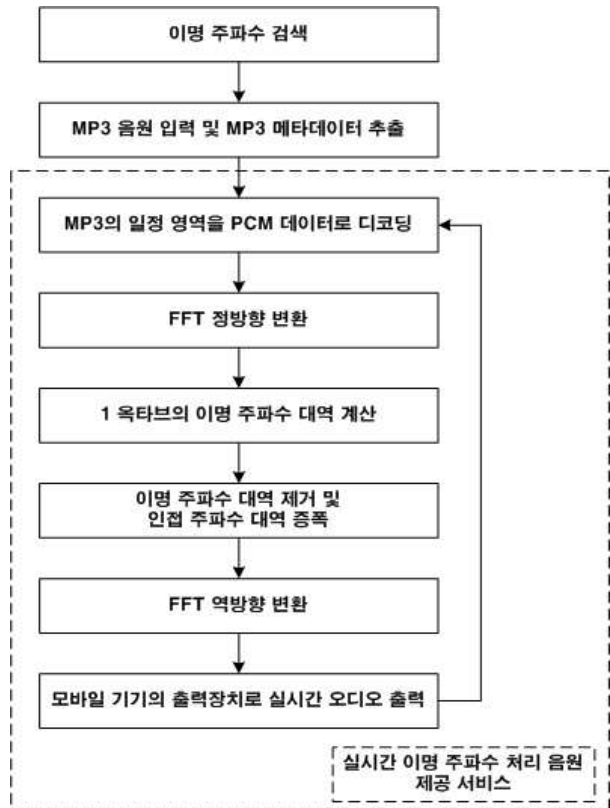 이명 주파수 검색
MP3 음원 입력 및 MP3 메타데이터 추출
MP3의 일정 영역을 PCM 데이터로 디코딩
FFT 정방향 변환
1 옥타브의 이명 주파수 대역 계산
이명 주파수 대역 제거 및
인접 주파수 대역 증폭
FFT 역방향 변환
모바일 기기의 출력장치로 실시간 오디오 출력
실시간 이명 주파수 처리 음원
제공 서비스